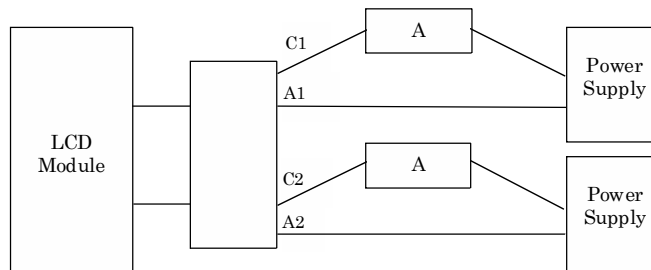 C1
A
A1
Power
Supply
LCD
Module
C2
A
A2
Power
Supply